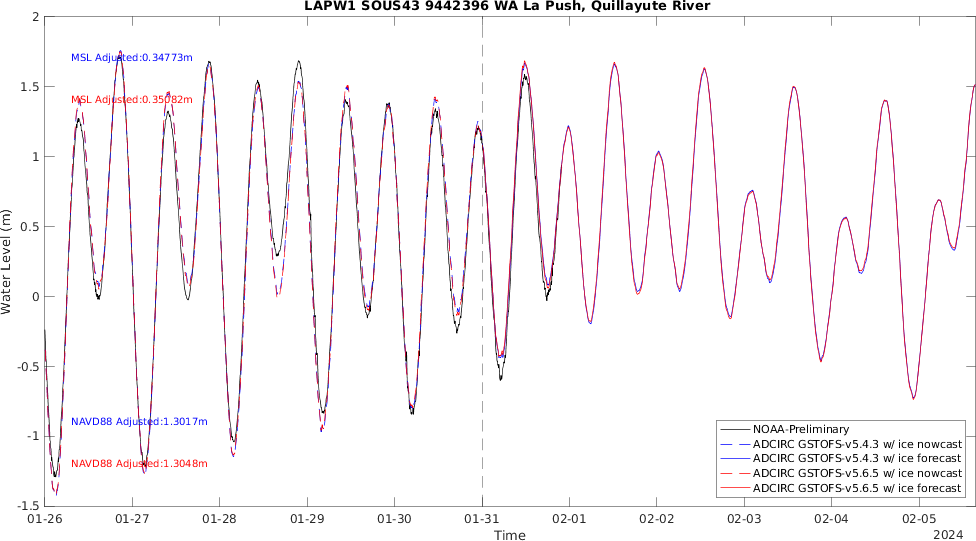 LAPW1 SOUS43 9442396 WA La Push, Quillayute River
Water Level (m)
2
1.5
1
0.5
0
-0.5
-1
-1.5
MSL Adjusted:0.34773m
MSL Adjusted:0.35082m
NAVD88 Adjusted:1.3017m
NAVD88 Adjusted:1.3048m
NOAA-Preliminary
ADCIRC GSTOFS-v5.4.3 w/ ice nowcast
ADCIRC GSTOFS-v5.4.3 w/ ice forecast
ADCIRC GSTOFS-v5.6.5 w/ ice nowcast
ADCIRC GSTOFS-v5.6.5 w/ ice forecast
01-26 01-27 01-28 01-29 01-30 01-31 02-01 02-02 02-03 02-04 02-05
Time
2024